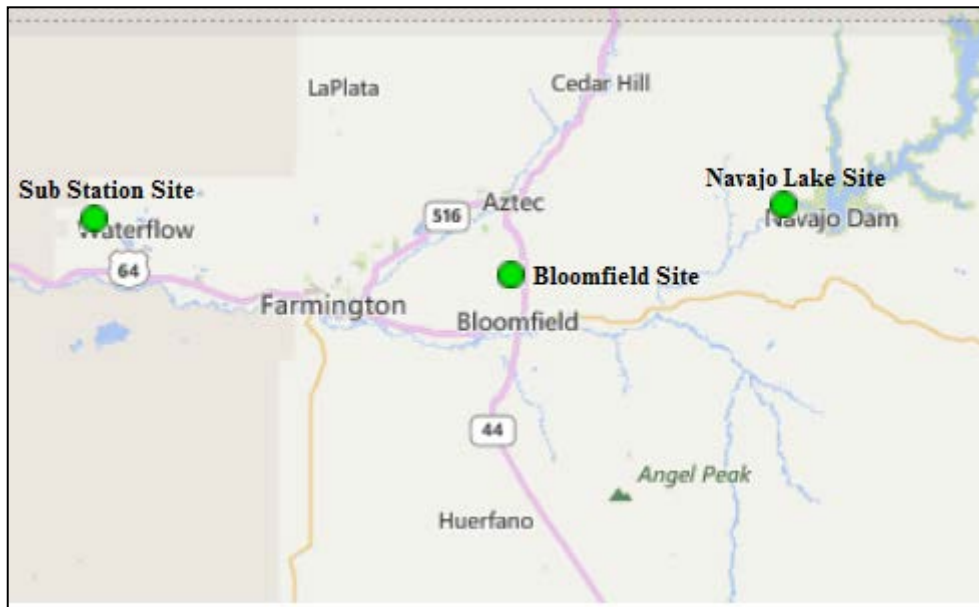 LaPlata
Cedar Hill
Sub Station Site
Navajo Lake Site
Aztec
516
Waterflow
Navajo Dam
64
Bloomfield Site
Farmington
Bloomfield
44
Angel Peak
Huerfano